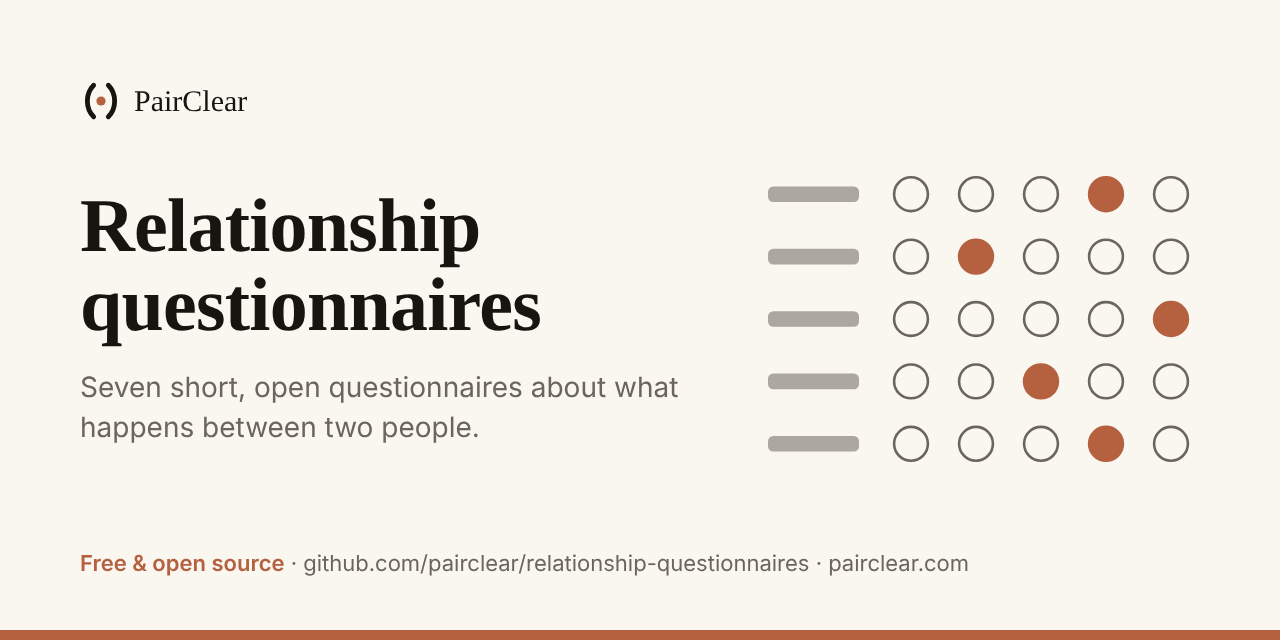 PairClear
Relationship
questionnaires
Seven short, open questionnaires about what
happens between two people.
Free & open source · github.com/pairclear/relationship-questionnaires · pairclear.com